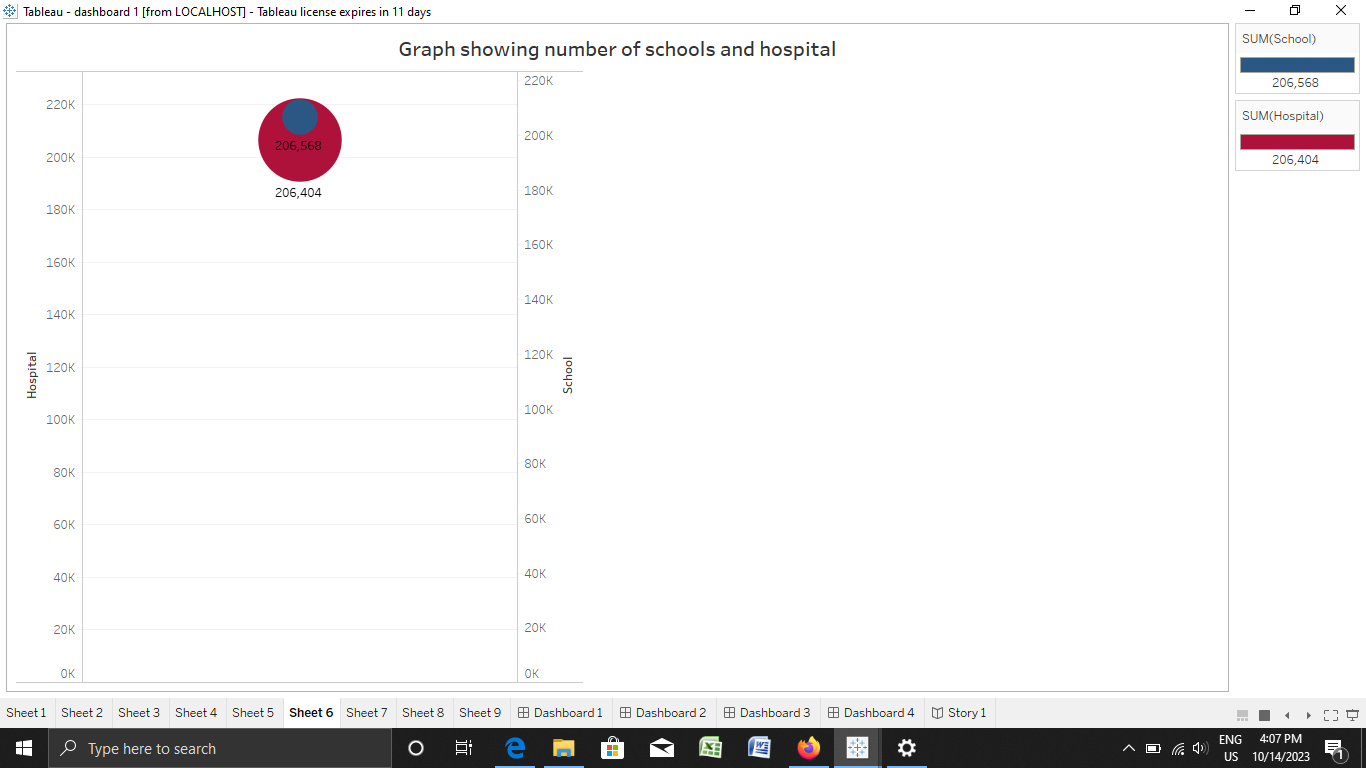 Tableau - dashboard 1 [from LOCALHOST] - Tableau license expires in 11 days
Graph showing number of schools and hospital
220K
200K
180K
160K
140K
120K
100K
80K
60K
40K
20K
0K
Hospital
206,568
206,404
220K
200K
180K
160K
140K
120K
100K
80K
60K
40K
20K
0K
School
SUM(School)
206,568
SUM(Hospital)
206,404
Sheet 1 Sheet 2 Sheet 3 Sheet 4 Sheet 5 Sheet 6 Sheet 7 Sheet 8 Sheet 9 Dashboard 1 Dashboard 2 Dashboard 3 Dashboard 4 Story 1
Type here to search
ENG
US
4:07 PM
10/14/2023
1